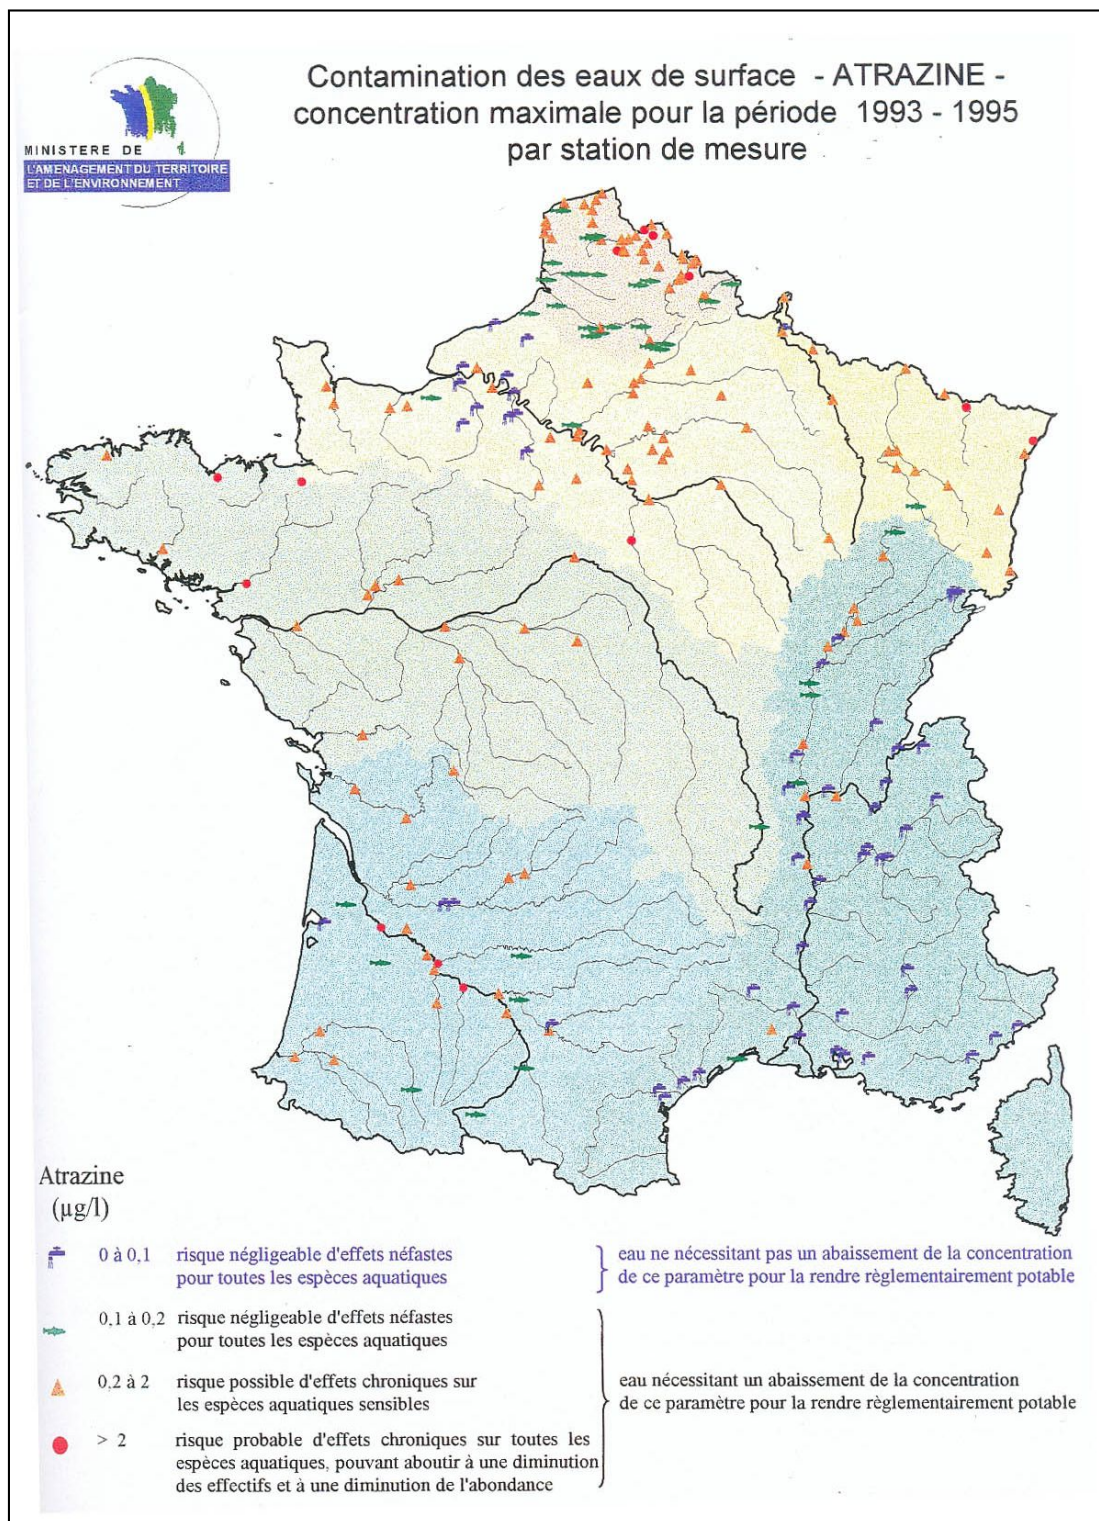 Contamination des eaux de surface - ATRAZINE -
concentration maximale pour la période 1993 - 1995
par station de mesure
MINISTERE DE
L'AMENAGEMENT DU TERRITOIRE
ET DE L'ENVIRONNEMENT
Atrazine
(µg/l)
0 à 0,1 risque négligeable d'effets néfastes
pour toutes les espèces aquatiques
eau ne nécessitant pas un abaissement de la concentration
de ce paramètre pour la rendre règlementairement potable
0,1 à 0,2 risque négligeable d'effets néfastes
pour toutes les espèces aquatiques
0,2 à 2 risque possible d'effets chroniques sur
les espèces aquatiques sensibles
eau nécessitant un abaissement de la concentration
de ce paramètre pour la rendre règlementairement potable
> 2 risque probable d'effets chroniques sur toutes les
espèces aquatiques, pouvant aboutir à une diminution
des effectifs et à une diminution de l'abondance